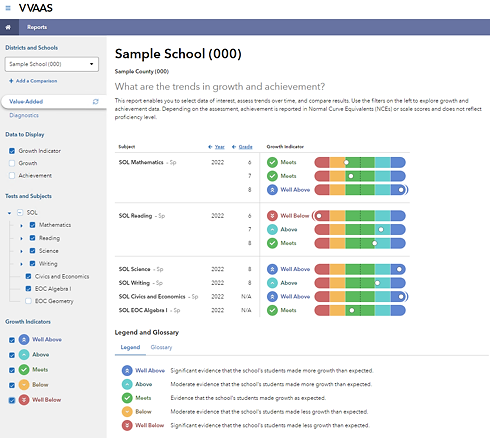 VVAAS
Reports
Districts and Schools
Sample School (000)
+ Add a Comparison
Value-Added
Diagnostics
Data to Display
Growth Indicator
Growth
Achievement
Tests and Subjects
SOL
Mathematics
Reading
Science
Writing
Civics and Economics
EOC Algebra I
EOC Geometry
Growth Indicators
Well Above
Above
Meets
Below
Well Below
Sample School (000)
Sample County (000)
What are the trends in growth and achievement?
This report enables you to select data of interest, assess trends over time, and compare results. Use the filters on the left to explore growth and
achievement data. Depending on the assessment, achievement is reported in Normal Curve Equivalents (NCEs) or scale scores and does not reflect
proficiency level.
Subject Year Grade Growth Indicator
SOL Mathematics – Sp 2022 6 Meets
7 Meets
8 Well Above
SOL Reading – Sp 2022 6 Well Below
7 Above
8 Meets
SOL Science – Sp 2022 8 Well Above
SOL Writing – Sp 2022 8 Above
SOL Civics and Economics – Sp 2022 N/A Well Above
SOL EOC Algebra I – Sp 2022 N/A Meets
Legend and Glossary
Legend Glossary
Well Above Significant evidence that the school's students made more growth than expected.
Above Moderate evidence that the school's students made more growth than expected.
Meets Evidence that the school's students made growth as expected.
Below Moderate evidence that the school's students made less growth than expected.
Well Below Significant evidence that the school's students made less growth than expected.